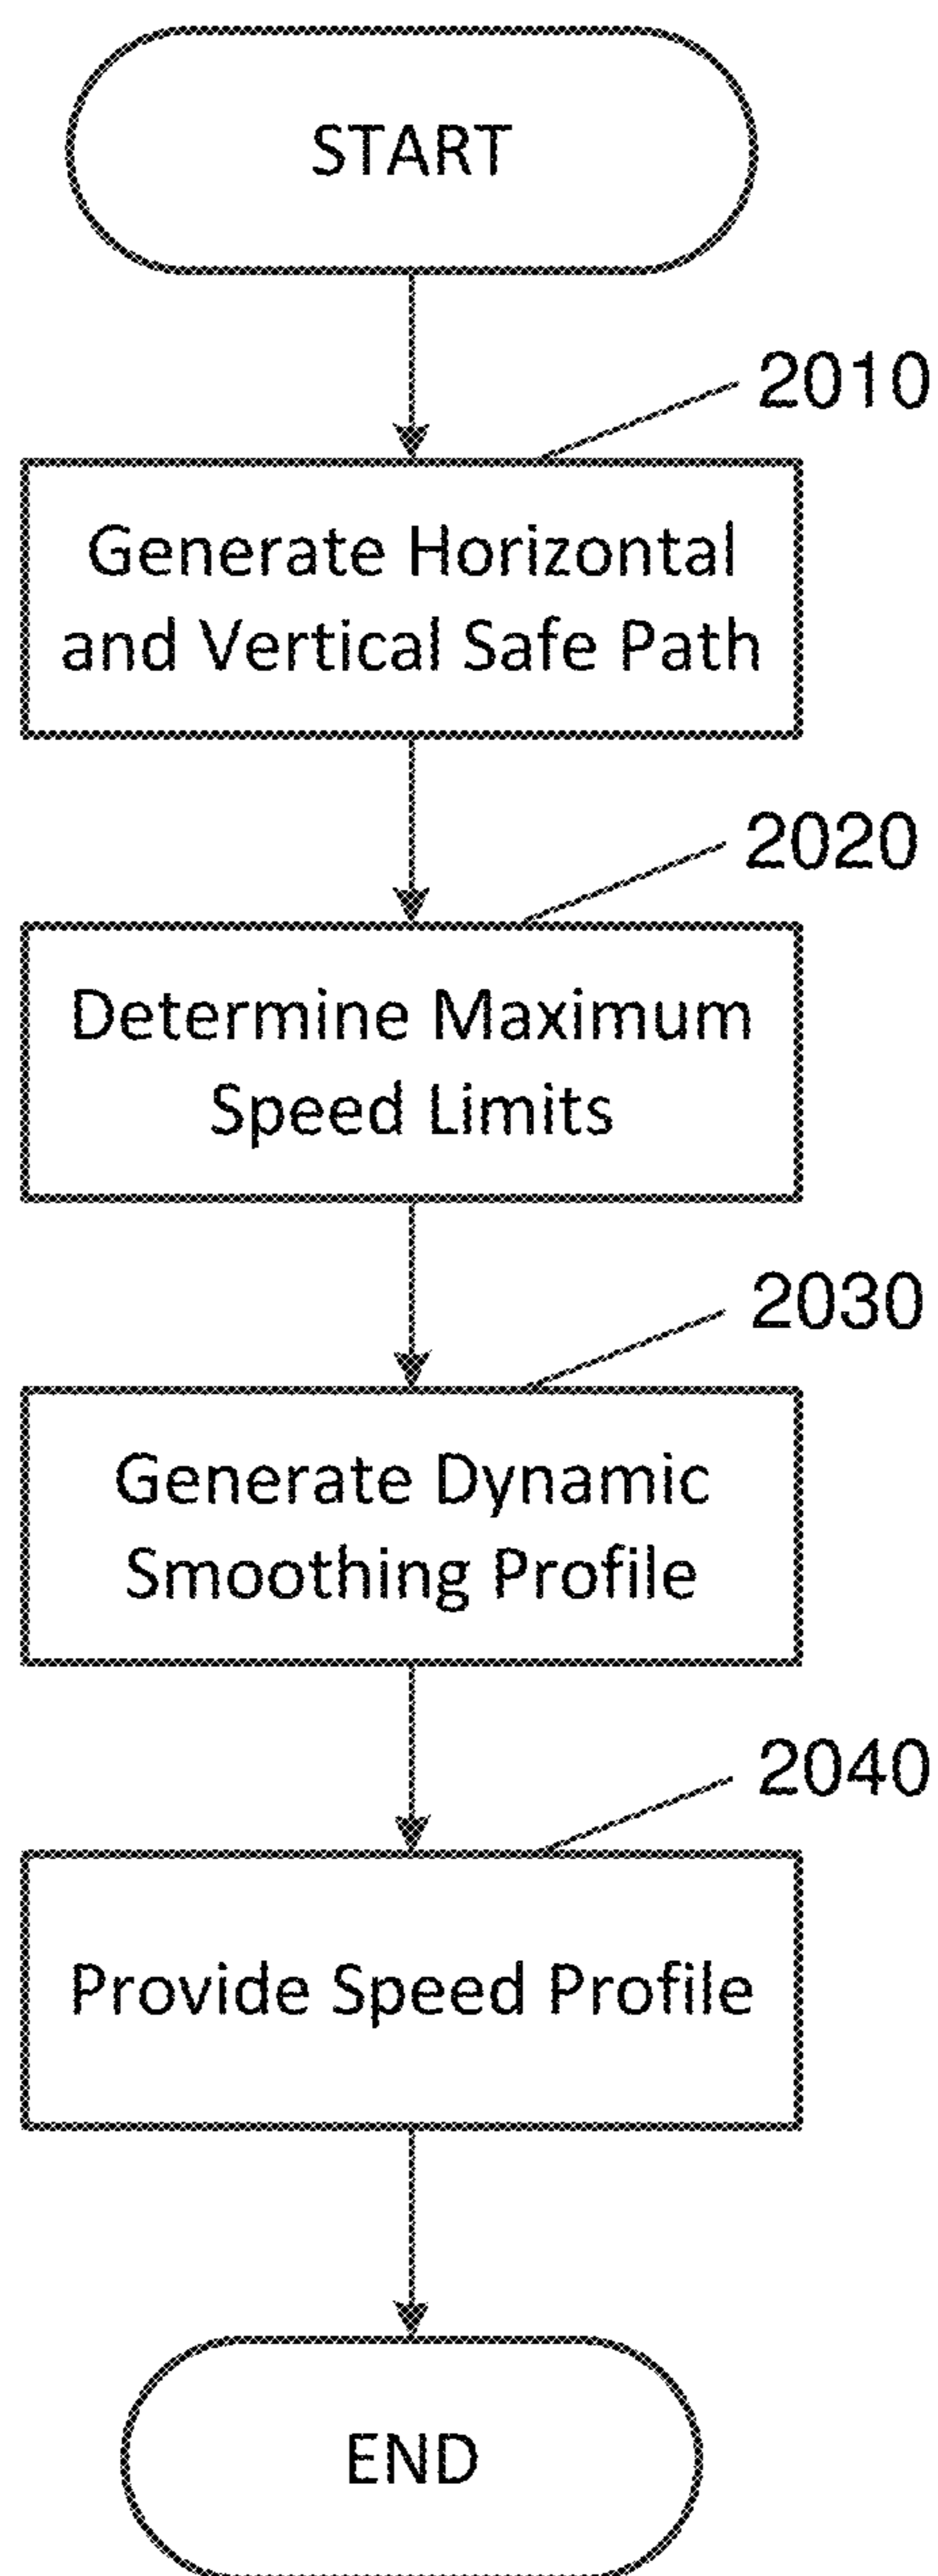 START
2010
Generate Horizontal
and Vertical Safe Path
2020
Determine Maximum
Speed Limits
2030
Generate Dynamic
Smoothing Profile
2040
Provide Speed Profile
END